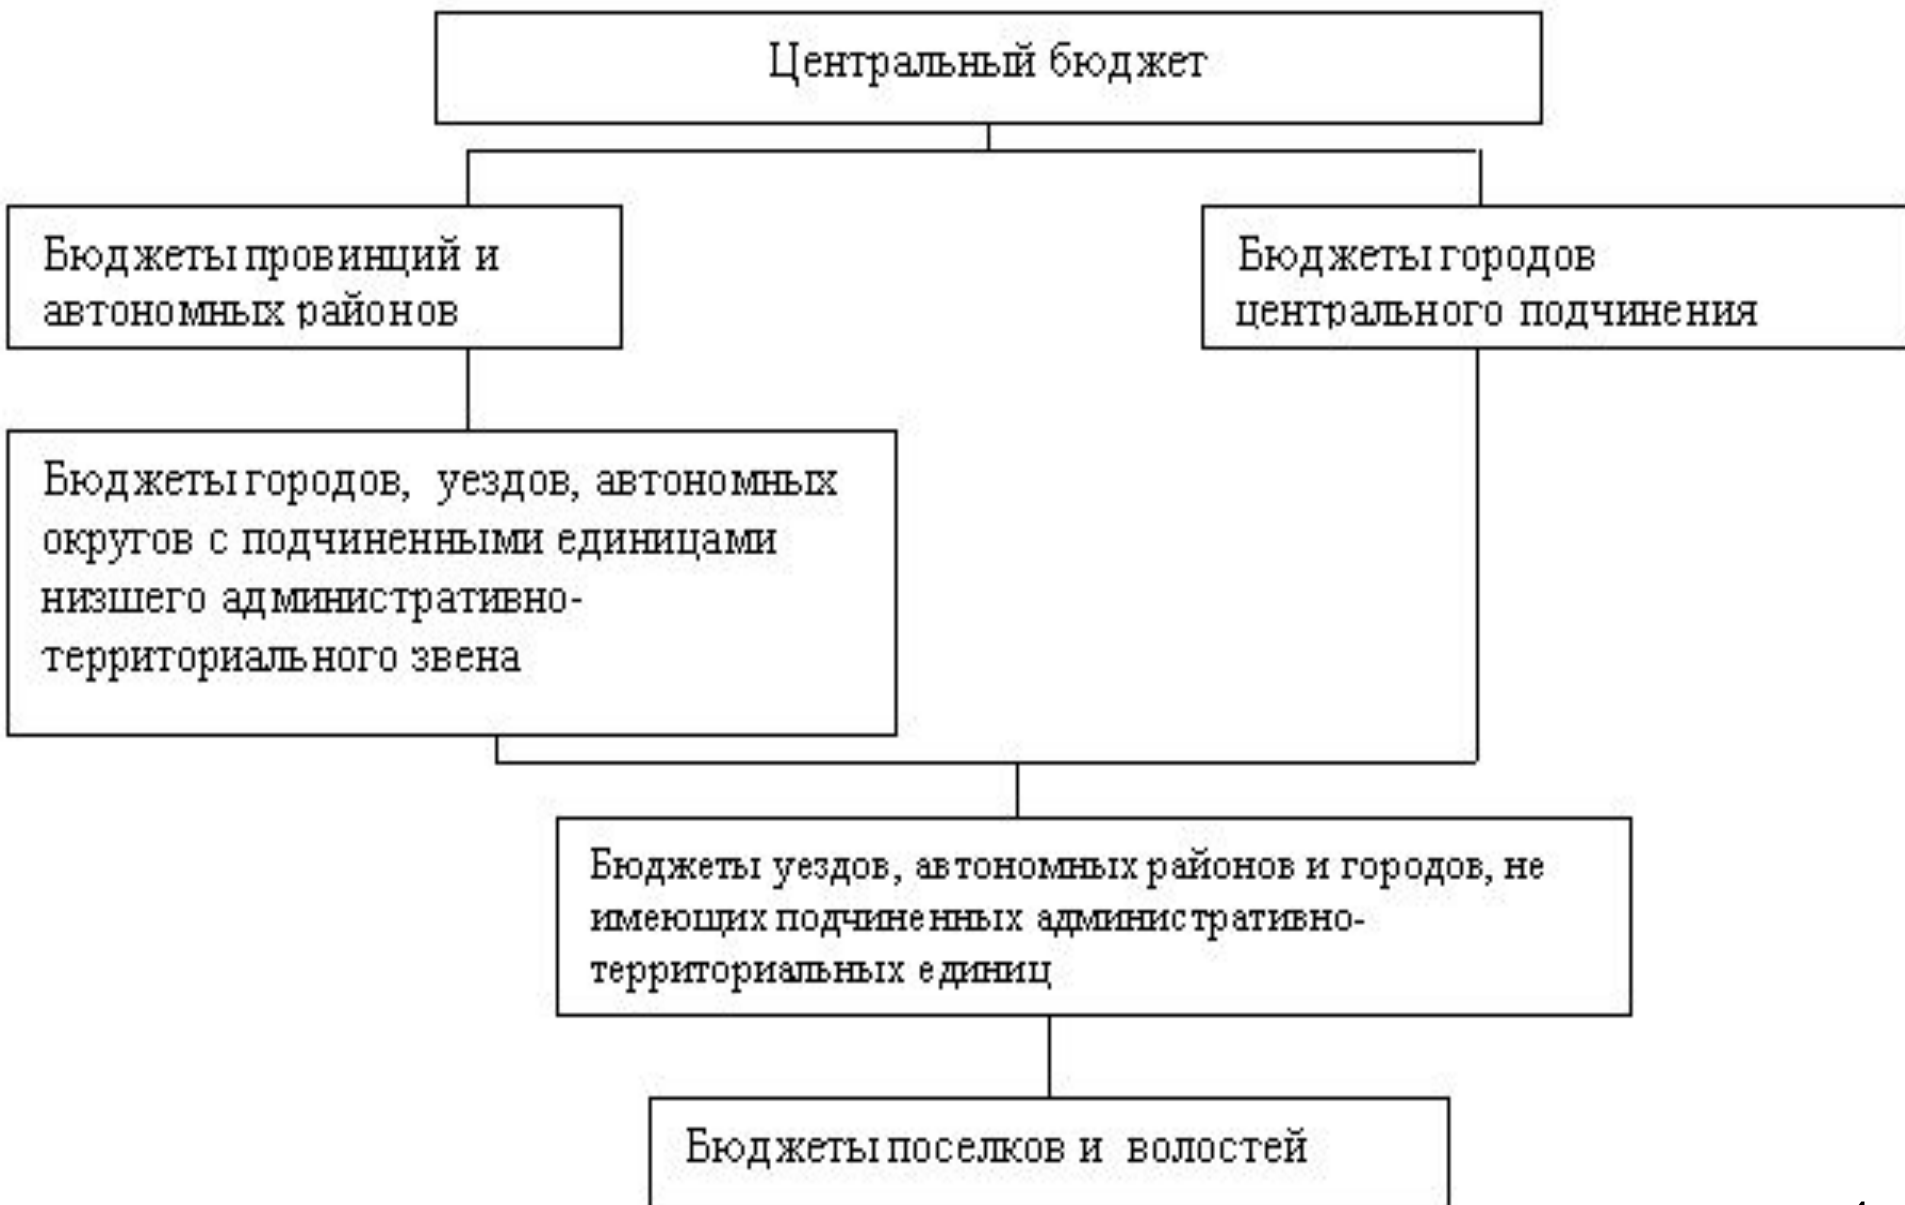 Центральный бюджет
Бюджеты провинций и
автономных районов
Бюджеты городов
центрального подчинения
Бюджеты городов, уездов, автономных
округов с подчиненными единицами
низшего административно-
территориального звена
Бюджеты уездов, автономных районов и городов, не
имеющих подчиненных административно-
территориальных единиц
Бюджеты поселков и волостей